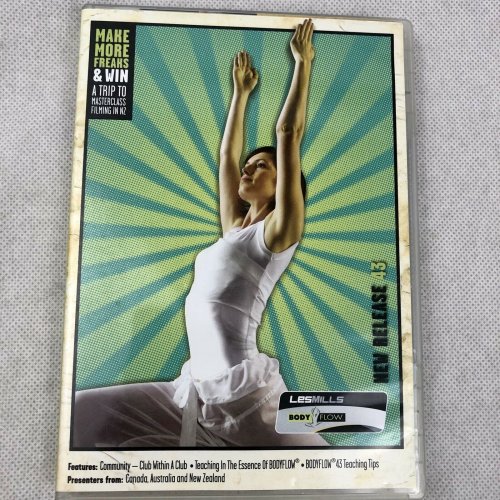 MAKE
MORE
FREAKS
& WIN
A TRIP TO
MASTERCLASS
FILMING IN NZ
NEW RELEASE 43
LesMILLS
BODY FLOW
Features: Community – Club Within A Club • Teaching In The Essence Of BODYFLOW® • BODYFLOW® 43 Teaching Tips
Presenters from: Canada, Australia and New Zealand